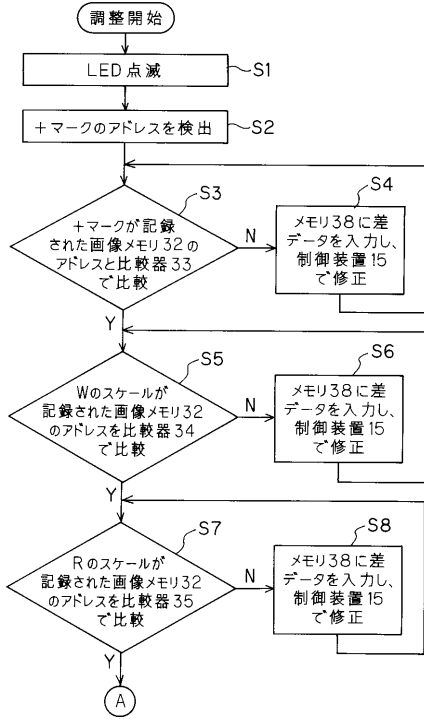 調整開始
LED点滅
S1
+マークのアドレスを検出
S2
S3
+マークが記録
された画像メモリ32の
アドレスと比較器33
で比較
N
Y
S4
メモリ38に差
データを入力し、
制御装置15
で修正
S5
Wのスケールが
記録された画像メモリ32
のアドレスを比較器34
で比較
N
Y
S6
メモリ38に差
データを入力し、
制御装置15
で修正
S7
Rのスケールが
記録された画像メモリ32
のアドレスを比較器35
で比較
N
Y
S8
メモリ38に差
データを入力し、
制御装置15
で修正
A